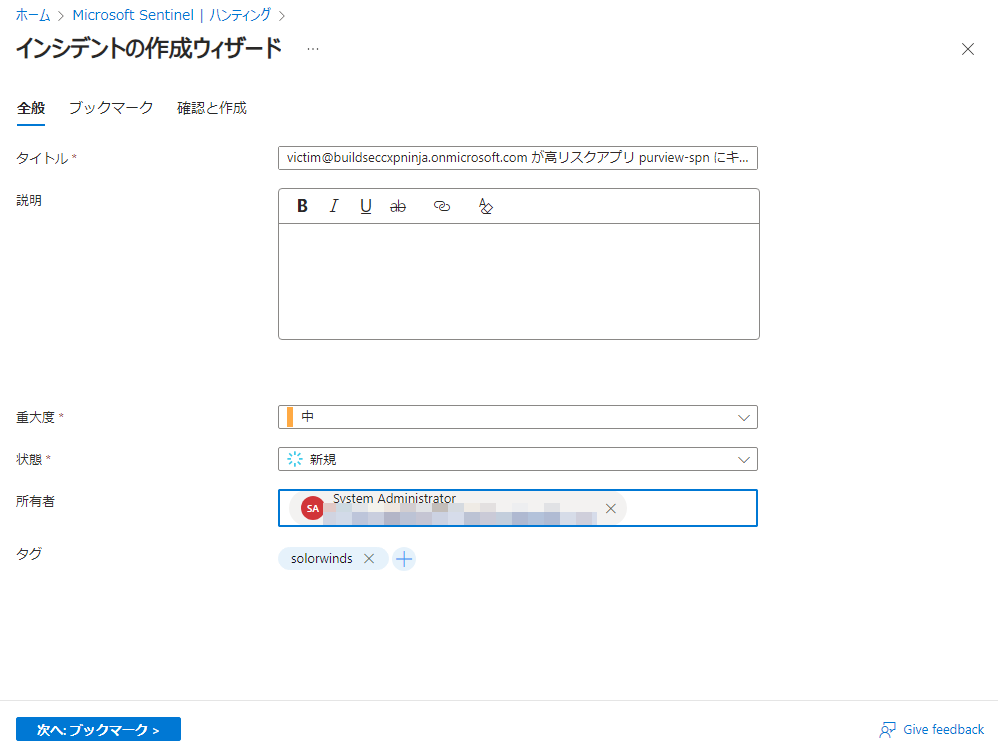 ホーム > Microsoft Sentinel | ハンティング >
インシデントの作成ウィザード ...
全般 ブックマーク 確認と作成
タイトル *
victim@buildseccxpninja.onmicrosoft.com が高リスクアプリ purview-spn にキ...
説明
B I U ab
重大度 *
中
状態 *
新規
所有者
SA System Administrator
タグ
solorwinds
次へ: ブックマーク >
Give feedback